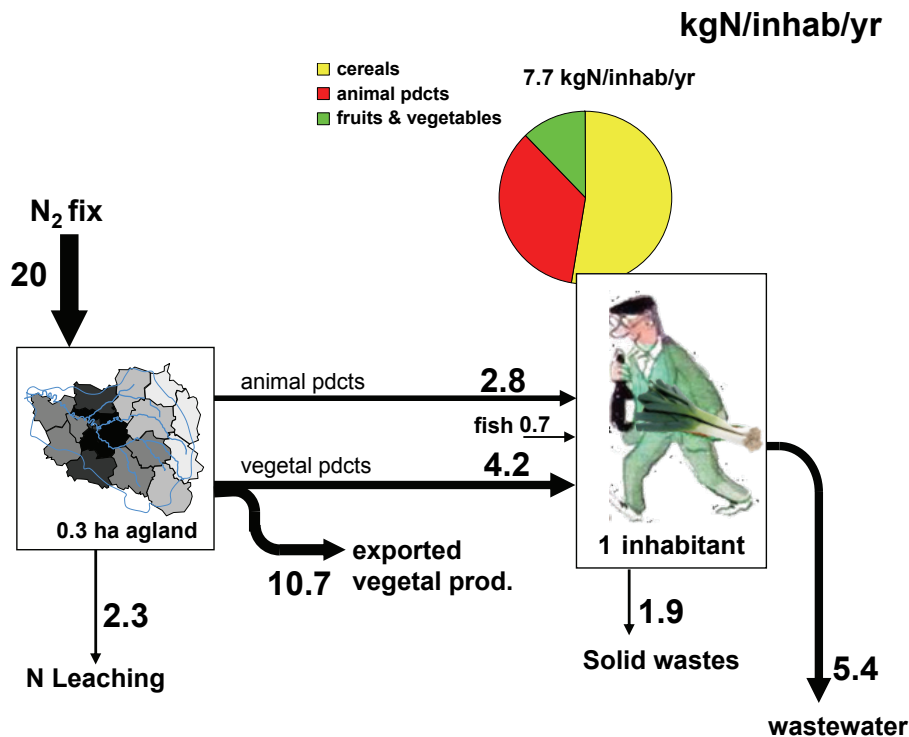 kgN/inhab/yr
cereals
animal pdcts
fruits & vegetables
7.7 kgN/inhab/yr
N₂ fix
20
animal pdcts
2.8
fish 0.7
vegetal pdcts
4.2
0.3 ha agland
1 inhabitant
exported
vegetal prod.
10.7
2.3
N Leaching
1.9
Solid wastes
5.4
wastewater